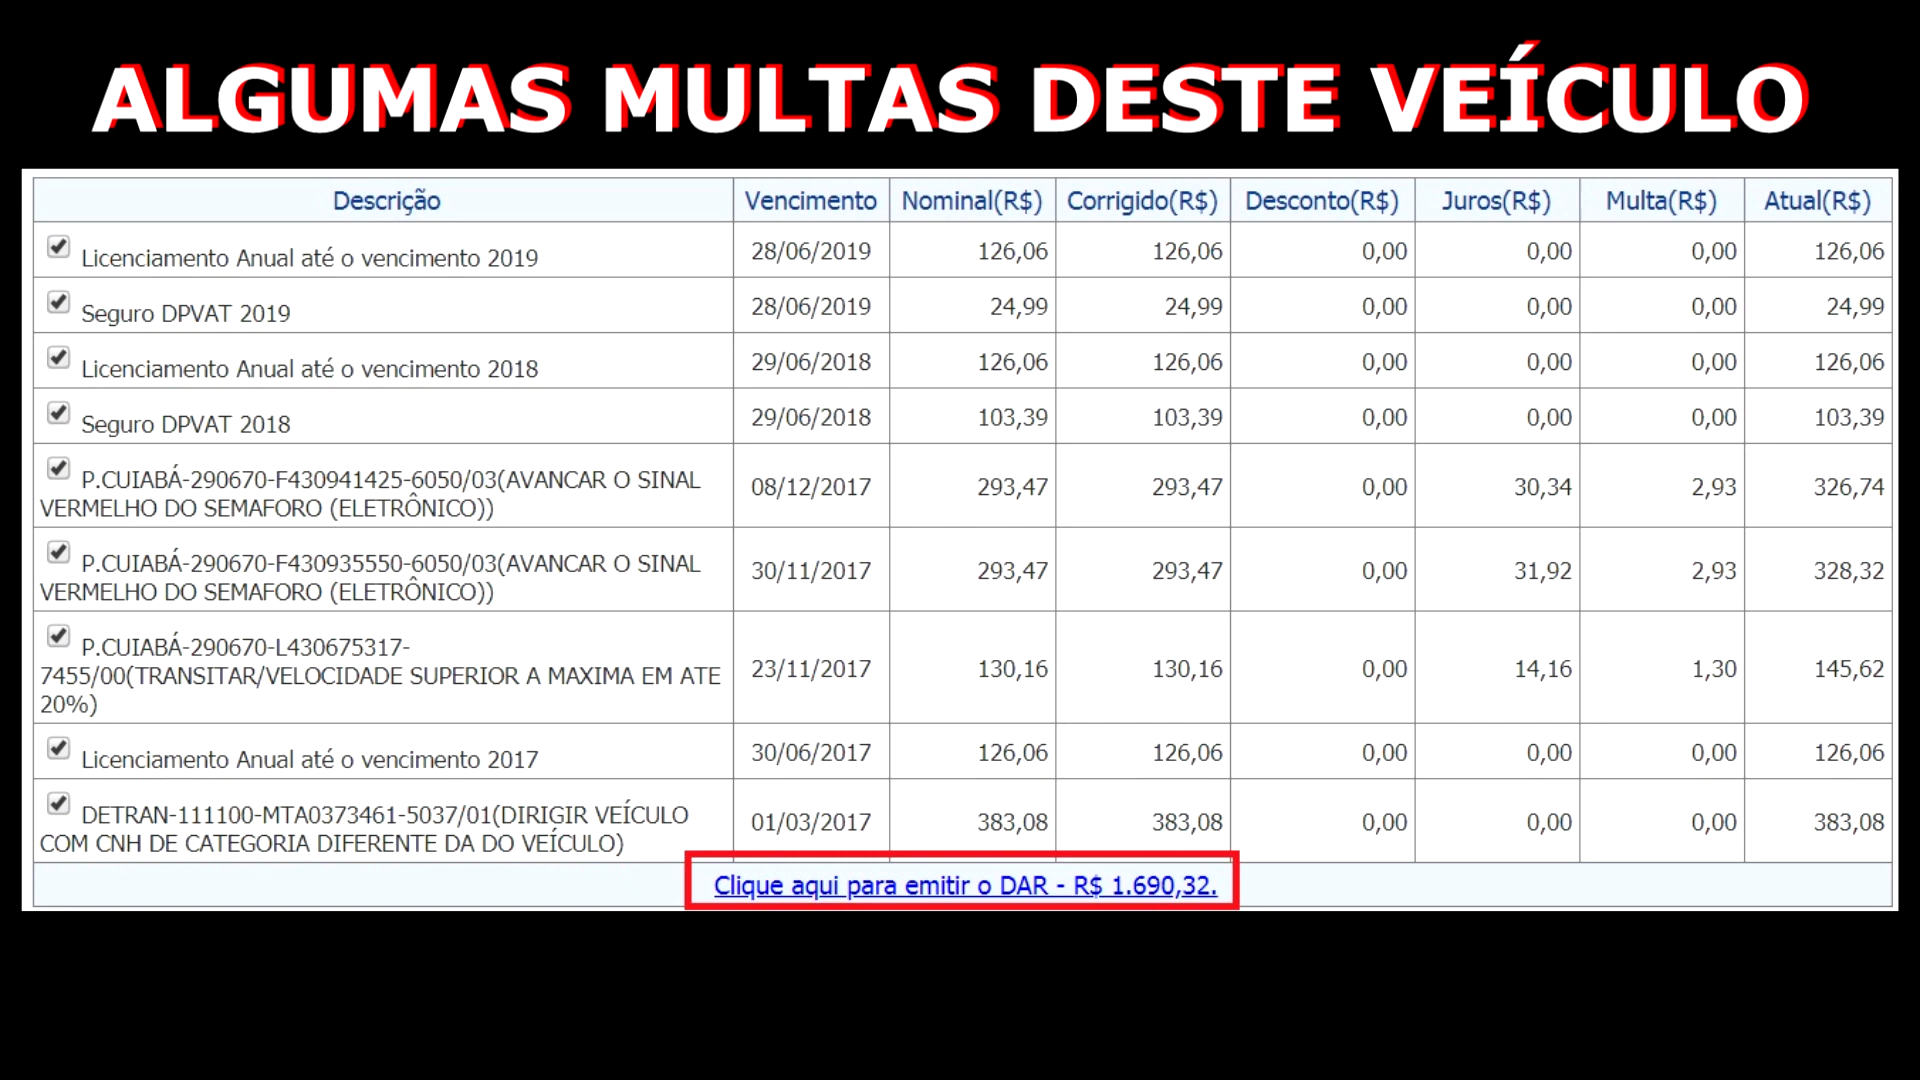 ALGUMAS MULTAS DESTE VEÍCULO
Descrição Vencimento Nominal(R$) Corrigido(R$) Desconto(R$) Juros(R$) Multa(R$) Atual(R$)
Licenciamento Anual até o vencimento 2019 28/06/2019 126,06 126,06 0,00 0,00 0,00 126,06
Seguro DPVAT 2019 28/06/2019 24,99 24,99 0,00 0,00 0,00 24,99
Licenciamento Anual até o vencimento 2018 29/06/2018 126,06 126,06 0,00 0,00 0,00 126,06
Seguro DPVAT 2018 29/06/2018 103,39 103,39 0,00 0,00 0,00 103,39
P.CUIABÁ-290670-F430941425-6050/03(AVANCAR O SINAL
VERMELHO DO SEMAFORO (ELETRÔNICO)) 08/12/2017 293,47 293,47 0,00 30,34 2,93 326,74
P.CUIABÁ-290670-F430935550-6050/03(AVANCAR O SINAL
VERMELHO DO SEMAFORO (ELETRÔNICO)) 30/11/2017 293,47 293,47 0,00 31,92 2,93 328,32
P.CUIABÁ-290670-L430675317-
7455/00(TRANSITAR/VELOCIDADE SUPERIOR A MAXIMA EM ATE
20%) 23/11/2017 130,16 130,16 0,00 14,16 1,30 145,62
Licenciamento Anual até o vencimento 2017 30/06/2017 126,06 126,06 0,00 0,00 0,00 126,06
DETRAN-111100-MTA0373461-5037/01(DIRIGIR VEÍCULO
COM CNH DE CATEGORIA DIFERENTE DA DO VEÍCULO) 01/03/2017 383,08 383,08 0,00 0,00 0,00 383,08
Clique aqui para emitir o DAR - R$ 1.690,32.